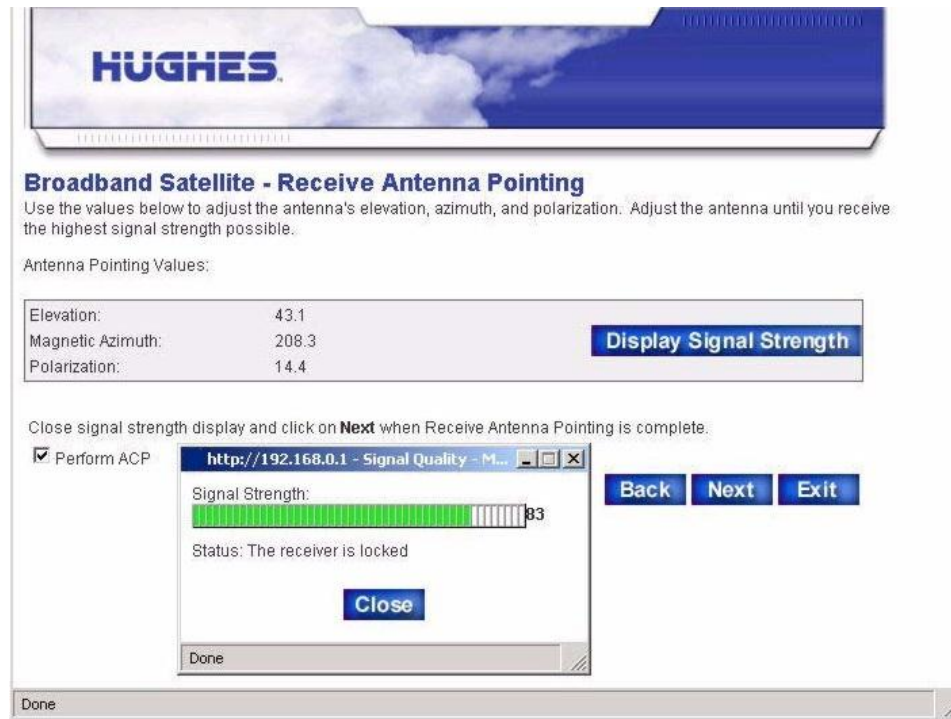 HUGHES.
Broadband Satellite - Receive Antenna Pointing
Use the values below to adjust the antenna's elevation, azimuth, and polarization. Adjust the antenna until you receive
the highest signal strength possible.
Antenna Pointing Values:
Elevation: 43.1
Magnetic Azimuth: 208.3
Polarization: 14.4
Display Signal Strength
Close signal strength display and click on Next when Receive Antenna Pointing is complete.
Perform ACP
http://192.168.0.1 - Signal Quality - M...
Signal Strength:
83
Status: The receiver is locked
Close
Done
Back Next Exit
Done